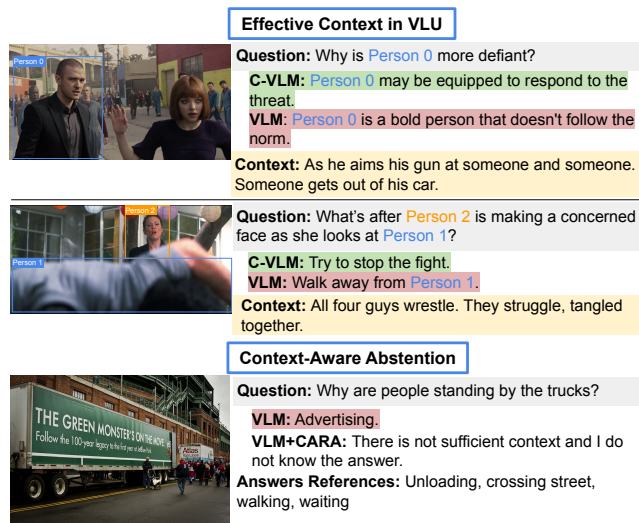 Effective Context in VLU
Person 0
Question: Why is Person 0 more defiant?
C-VLM: Person 0 may be equipped to respond to the
threat.
VLM: Person 0 is a bold person that doesn't follow the
norm.
Context: As he aims his gun at someone and someone.
Someone gets out of his car.
Person 2
Person 1
Question: What's after Person 2 is making a concerned
face as she looks at Person 1?
C-VLM: Try to stop the fight.
VLM: Walk away from Person 1.
Context: All four guys wrestle. They struggle, tangled
together.
Context-Aware Abstention
THE GREEN MONSTER'S ON THE MOVE
Follow the 100-year legacy to the first year at JetBlue Park
Atlas
Question: Why are people standing by the trucks?
VLM: Advertising.
VLM+CARA: There is not sufficient context and I do
not know the answer.
Answers References: Unloading, crossing street,
walking, waiting